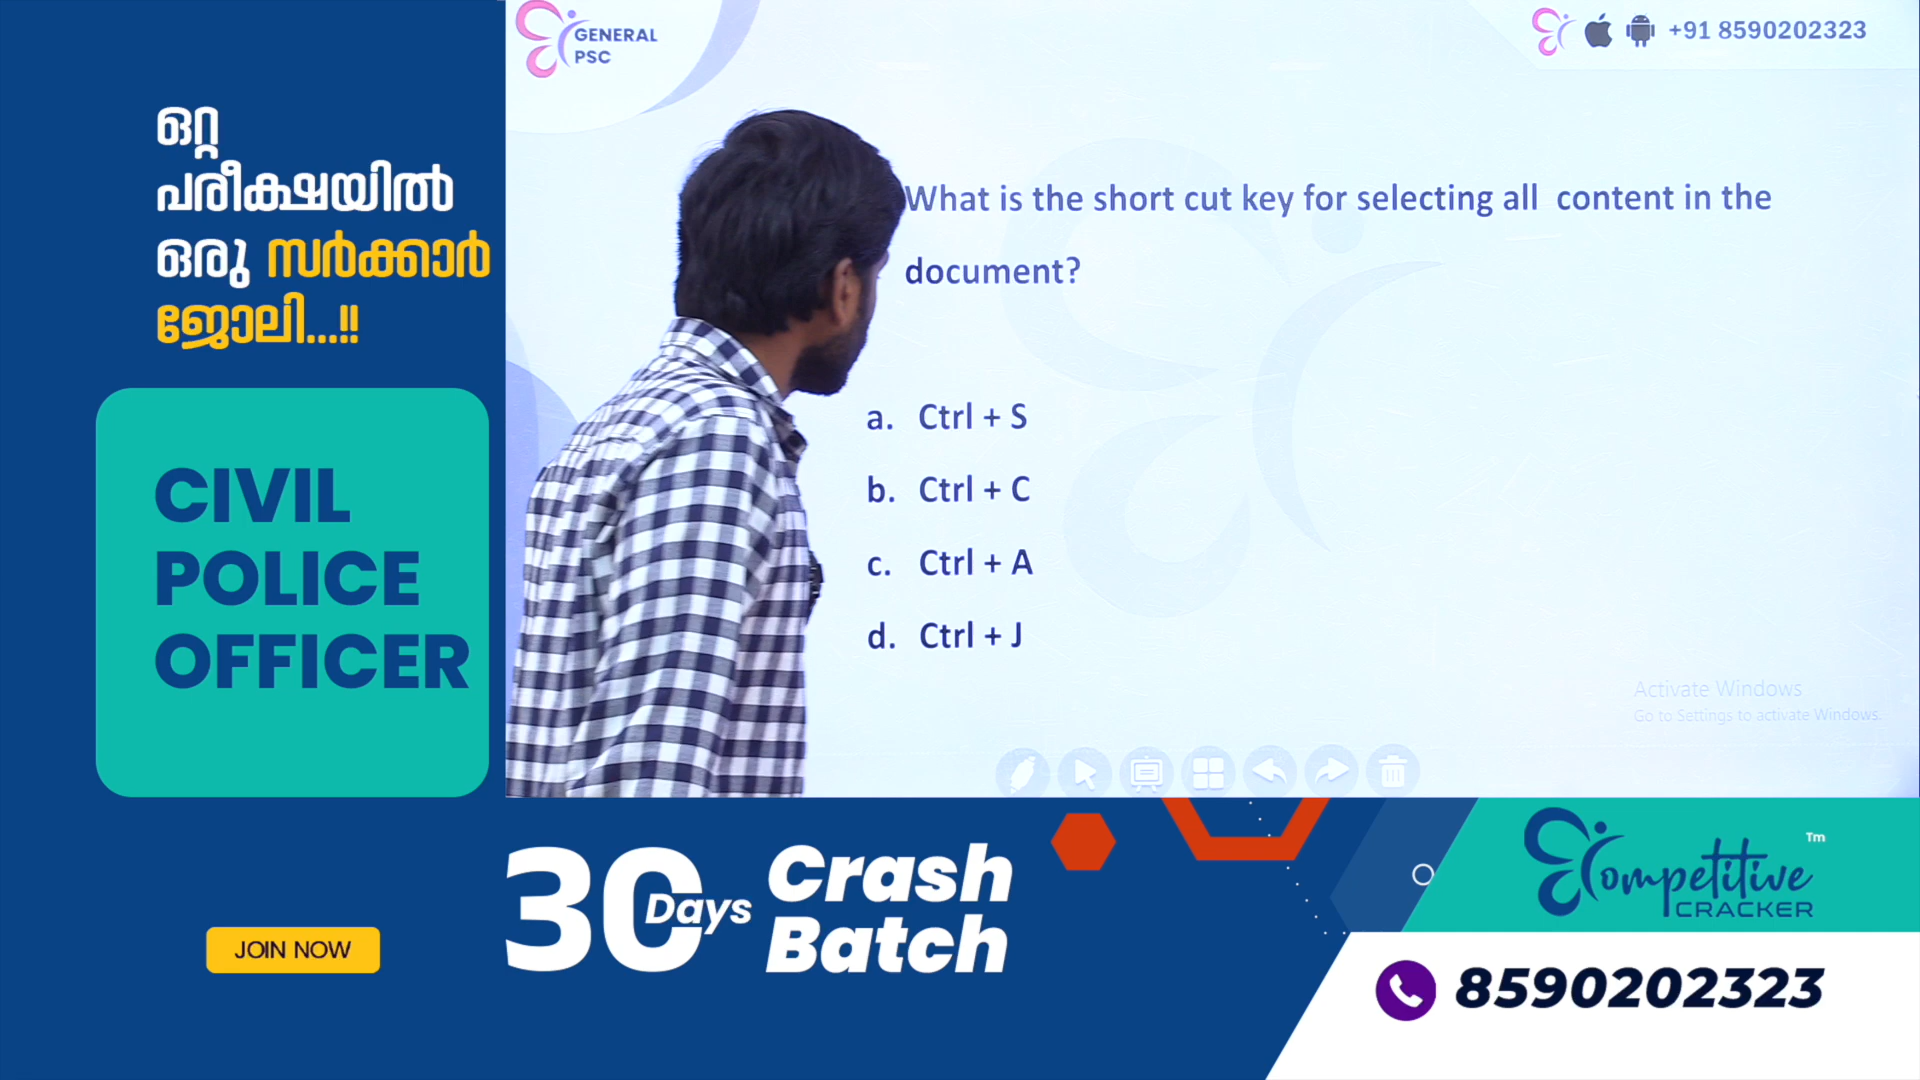 ഒറ്റ
പരീക്ഷയിൽ
ഒരു സർക്കാർ
ജോലി...!!
CIVIL
POLICE
OFFICER
JOIN NOW
GENERAL
PSC
+91 8590202323
What is the short cut key for selecting all content in the
document?
a. Ctrl + S
b. Ctrl + C
c. Ctrl + A
d. Ctrl + J
Activate Windows
Go to Settings to activate Windows.
30 Days Crash
Batch
Competitive
CRACKER
Tm
8590202323